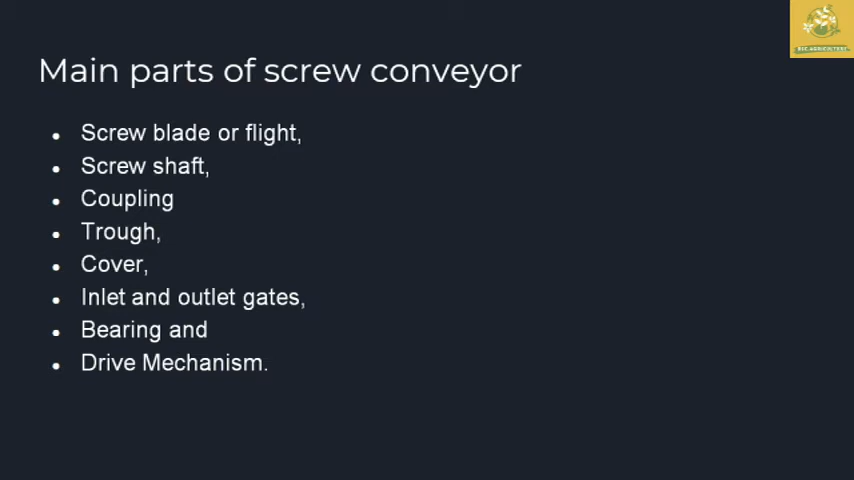 Main parts of screw conveyor
● Screw blade or flight,
● Screw shaft,
● Coupling
● Trough,
● Cover,
● Inlet and outlet gates,
● Bearing and
● Drive Mechanism.